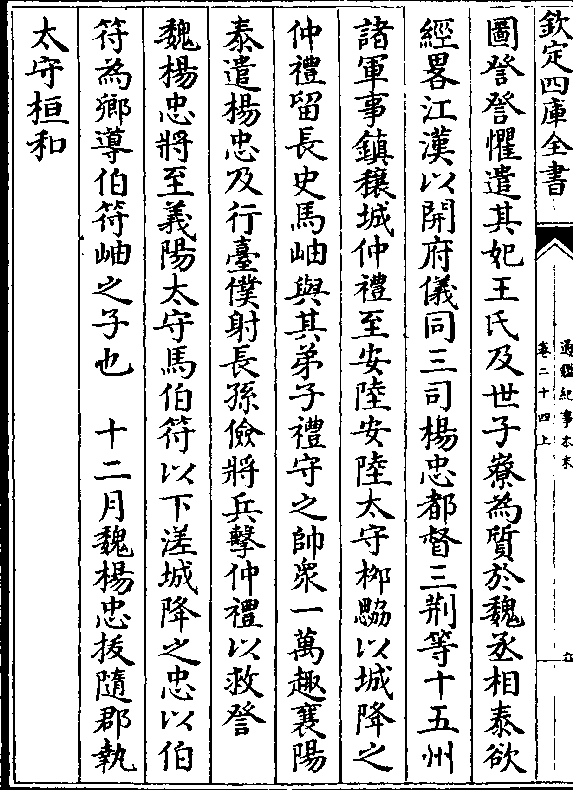 欽定四庫全書
通鑑紀事本末
卷二十四上
圖詧詧懼遣其妃王氏及世子嶚為質於魏丞相泰欲
經畧江漢以開府儀同三司楊忠都督三荆等十五州
諸軍事鎮穰城仲禮至安陸安陸太守栁勰以城降之
仲禮留長史馬岫與其弟子禮守之帥衆一萬趣襄陽
泰遣楊忠及行臺僕射長孫儉將兵擊仲禮以救詧
魏楊忠將至義陽太守馬伯符以下溠城降之忠以伯
符為鄉導伯符岫之子也 十二月魏楊忠拔隨郡執
太守桓和